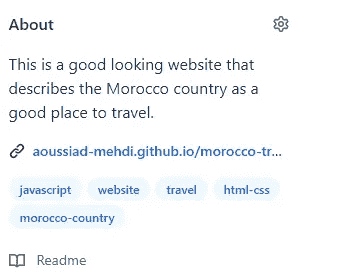 About
This is a good looking website that
describes the Morocco country as a
good place to travel.
aoussiad-mehdi.github.io/morocco-tr...
javascript website travel html-css
morocco-country
Readme